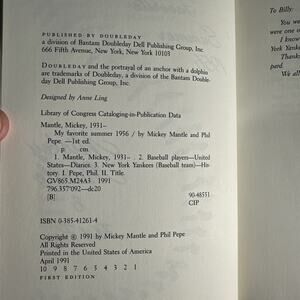 PUBLISHED BY DOUBLEDAY
a division of Bantam Doubleday Dell Publishing Group, Inc.
666 Fifth Avenue, New York, New York 10103
DOUBLEDAY and the portrayal of an anchor with a dolphin
are trademarks of Doubleday, a division of the Bantam Double-
day Dell Publishing Group, Inc.
Designed by Anne Ling
Library of Congress Cataloging-in-Publication Data
Mantle, Mickey, 1931–
My favorite summer 1956 / by Mickey Mantle and Phil
Pepe. —1st ed.
p. cm.
1. Mantle, Mickey, 1931– . 2. Baseball players—United
States—Diaries. 3. New York Yankees (Baseball team)—His-
tory. I. Pepe, Phil. II. Title.
GV865.M24A3 1991
796.357'092—dc20
[B] 90-48551
CIP
ISBN 0-385-41261-4
Copyright © 1991 by Mickey Mantle and Phil Pepe
All Rights Reserved
Printed in the United States of America
April 1991
10 9 8 7 6 5 4 3 2 1
FIRST EDITION
To Billy
You we
were on
of me
I know
York Yanke
Thanks
pard.
We all